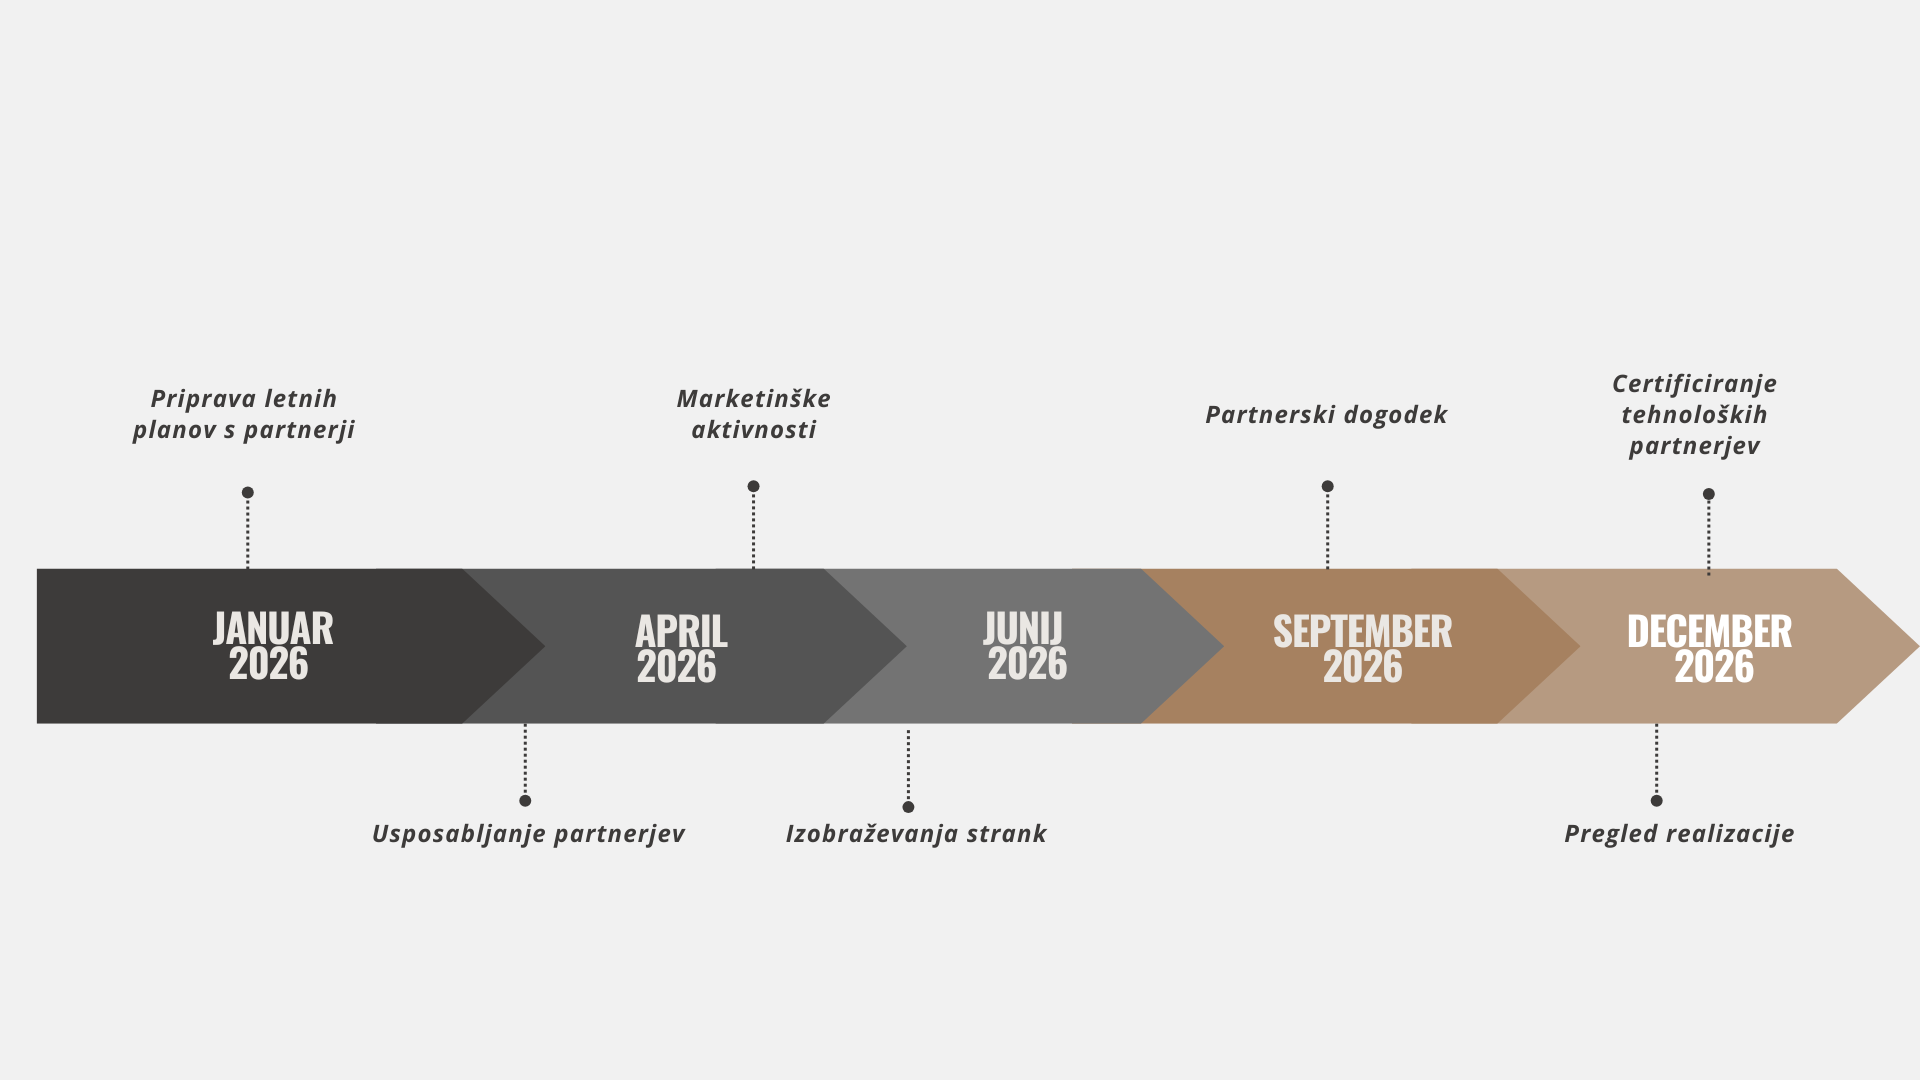 Priprava letnih
planov s partnerji
Marketinške
aktivnosti
Partnerski dogodek
Certificiranje
tehnoloških
partnerjev
JANUAR
2026
APRIL
2026
JUNIJ
2026
SEPTEMBER
2026
DECEMBER
2026
Usposabljanje partnerjev
Izobraževanja strank
Pregled realizacije